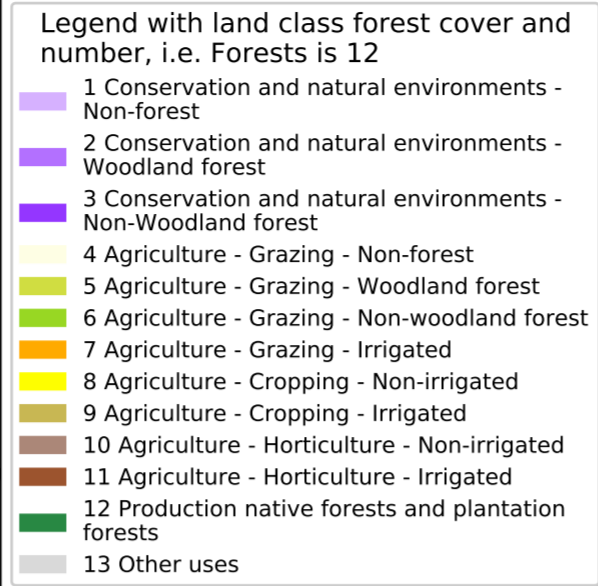 Legend with land class forest cover and
number, i.e. Forests is 12
1 Conservation and natural environments -
Non-forest
2 Conservation and natural environments -
Woodland forest
3 Conservation and natural environments -
Non-Woodland forest
4 Agriculture - Grazing - Non-forest
5 Agriculture - Grazing - Woodland forest
6 Agriculture - Grazing - Non-woodland forest
7 Agriculture - Grazing - Irrigated
8 Agriculture - Cropping - Non-irrigated
9 Agriculture - Cropping - Irrigated
10 Agriculture - Horticulture - Non-irrigated
11 Agriculture - Horticulture - Irrigated
12 Production native forests and plantation
forests
13 Other uses